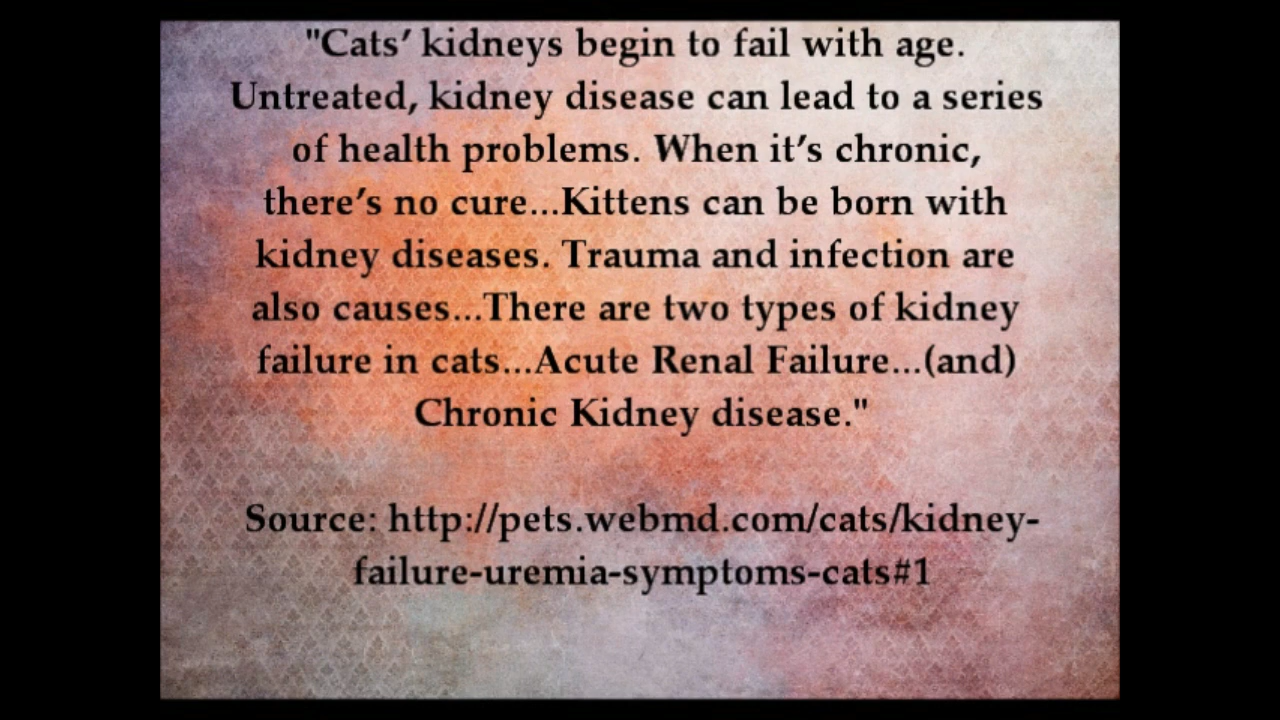 "Cats’ kidneys begin to fail with age.
Untreated, kidney disease can lead to a series
of health problems. When it’s chronic,
there’s no cure...Kittens can be born with
kidney diseases. Trauma and infection are
also causes...There are two types of kidney
failure in cats...Acute Renal Failure...(and)
Chronic Kidney disease."
Source: http://pets.webmd.com/cats/kidney-
failure-uremia-symptoms-cats#1